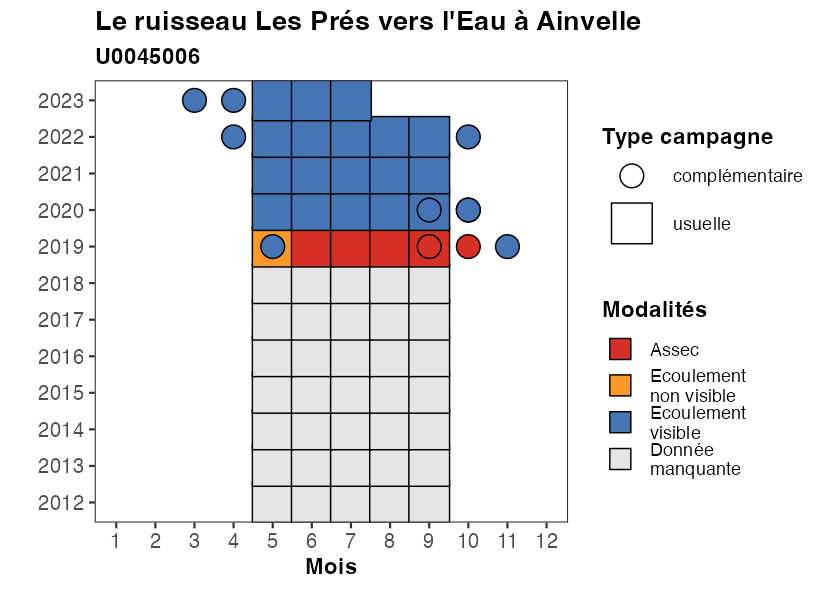 Le ruisseau Les Prés vers l'Eau à Ainvelle
U0045006
2023
2022
2021
2020
2019
2018
2017
2016
2015
2014
2013
2012
1 2 3 4 5 6 7 8 9 10 11 12
Mois
Type campagne
complémentaire
usuelle
Modalités
Assec
Ecoulement
non visible
Ecoulement
visible
Donnée
manquante